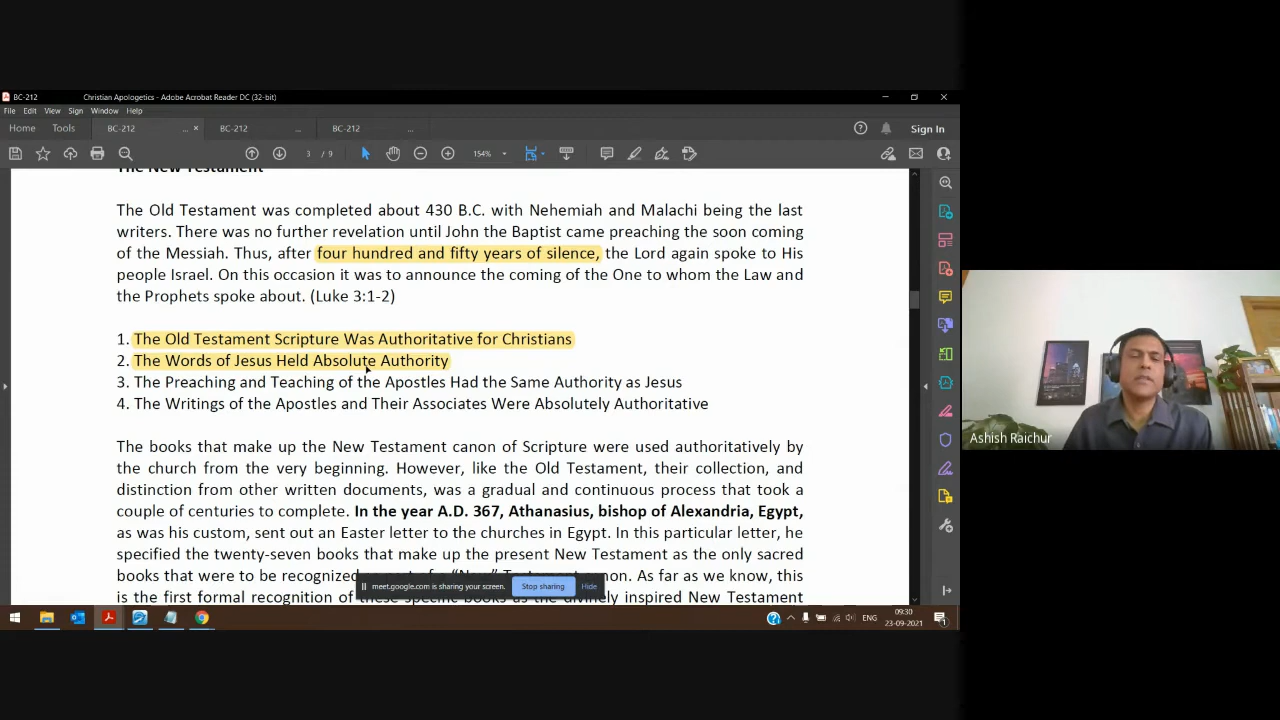 BC-212 Christian Apologetics - Adobe Acrobat Reader DC (32-bit)
File Edit View Sign Window Help
Home Tools BC-212 ... × BC-212 ... BC-212 ... Sign In
3 / 9 154%
The New Testament
The Old Testament was completed about 430 B.C. with Nehemiah and Malachi being the last
writers. There was no further revelation until John the Baptist came preaching the soon coming
of the Messiah. Thus, after four hundred and fifty years of silence, the Lord again spoke to His
people Israel. On this occasion it was to announce the coming of the One to whom the Law and
the Prophets spoke about. (Luke 3:1-2)
1. The Old Testament Scripture Was Authoritative for Christians
2. The Words of Jesus Held Absolute Authority
3. The Preaching and Teaching of the Apostles Had the Same Authority as Jesus
4. The Writings of the Apostles and Their Associates Were Absolutely Authoritative
Ashish Raichur
The books that make up the New Testament canon of Scripture were used authoritatively by
the church from the very beginning. However, like the Old Testament, their collection, and
distinction from other written documents, was a gradual and continuous process that took a
couple of centuries to complete. In the year A.D. 367, Athanasius, bishop of Alexandria, Egypt,
as was his custom, sent out an Easter letter to the churches in Egypt. In this particular letter, he
specified the twenty-seven books that make up the present New Testament as the only sacred
books that were to be recognized non. As far as we know, this
meet.google.com is sharing your screen. Stop sharing Hide
is the first formal recognition of these specific books as the divinely inspired New Testament
ENG 09:30
23-09-2021